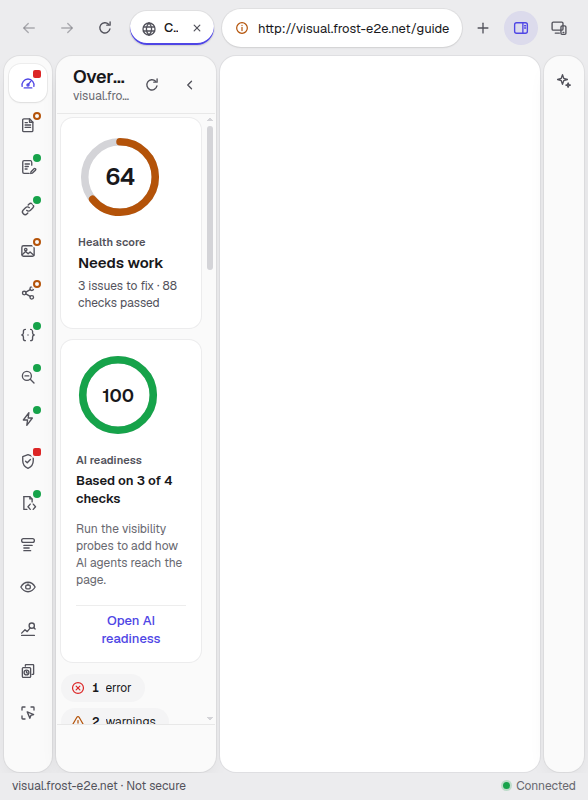 C..
http://visual.frost-e2e.net/guide
Over...
visual.fro...
64
Health score
Needs work
3 issues to fix · 88
checks passed
100
AI readiness
Based on 3 of 4
checks
Run the visibility
probes to add how
AI agents reach the
page.
Open AI
readiness
1 error
2 warnings
visual.frost-e2e.net · Not secure
Connected